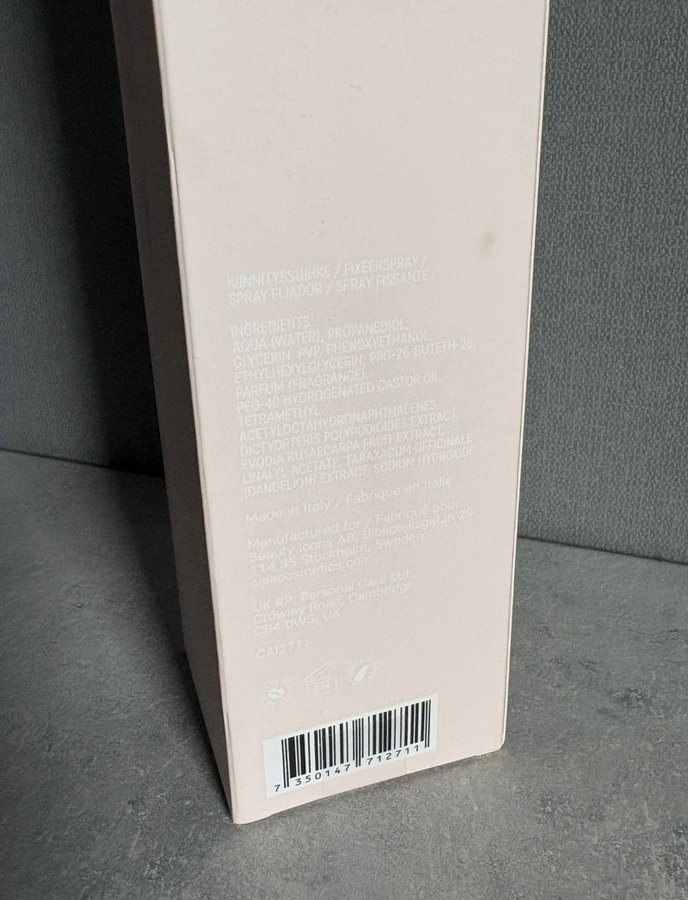 KIINNITYSSUIHKE / FIXEERSPRAY /
SPRAY FIJADOR / SPRAY FISSANTE
INGREDIENTS:
AQUA (WATER), PROPANEDIOL,
GLYCERIN, PVP, PHENOXYETHANOL,
ETHYLHEXYLGLYCERIN, PPG-26-BUTETH-26,
PARFUM (FRAGRANCE),
PEG-40 HYDROGENATED CASTOR OIL,
TETRAMETHYL
ACETYLOCTAHYDRONAPHTHALENES,
DICTYOPTERIS POLYPODIOIDES EXTRACT,
EVODIA RUTAECARPA FRUIT EXTRACT,
LINALYL ACETATE, TARAXACUM OFFICINALE
(DANDELION) EXTRACT, SODIUM HYDROXIDE
Made in Italy / Fabriqué en Italie
Manufactured for / Fabriqué pour
Beauty Icons AB, Biblioteksgatan 29
114 35 Stockholm, Sweden
caiacosmetics.com
UK RP: Personal Care Ltd.,
Crowley Road, Cambridge,
CB4 0WS, UK
CAI2711
7 350147 712711